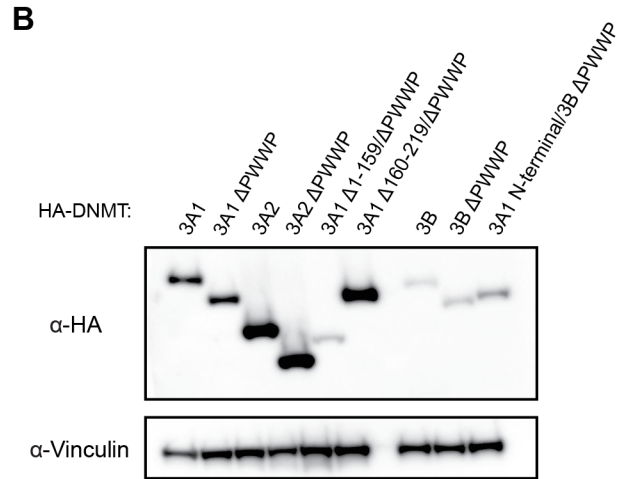 B
HA-DNMT:
3A1
3A1 ΔPWWP
3A2
3A2 ΔPWWP
3A1 Δ1-159/ΔPWWP
3A1 Δ160-219/ΔPWWP
3B
3B ΔPWWP
3A1 N-terminal/3B ΔPWWP
α-HA
α-Vinculin